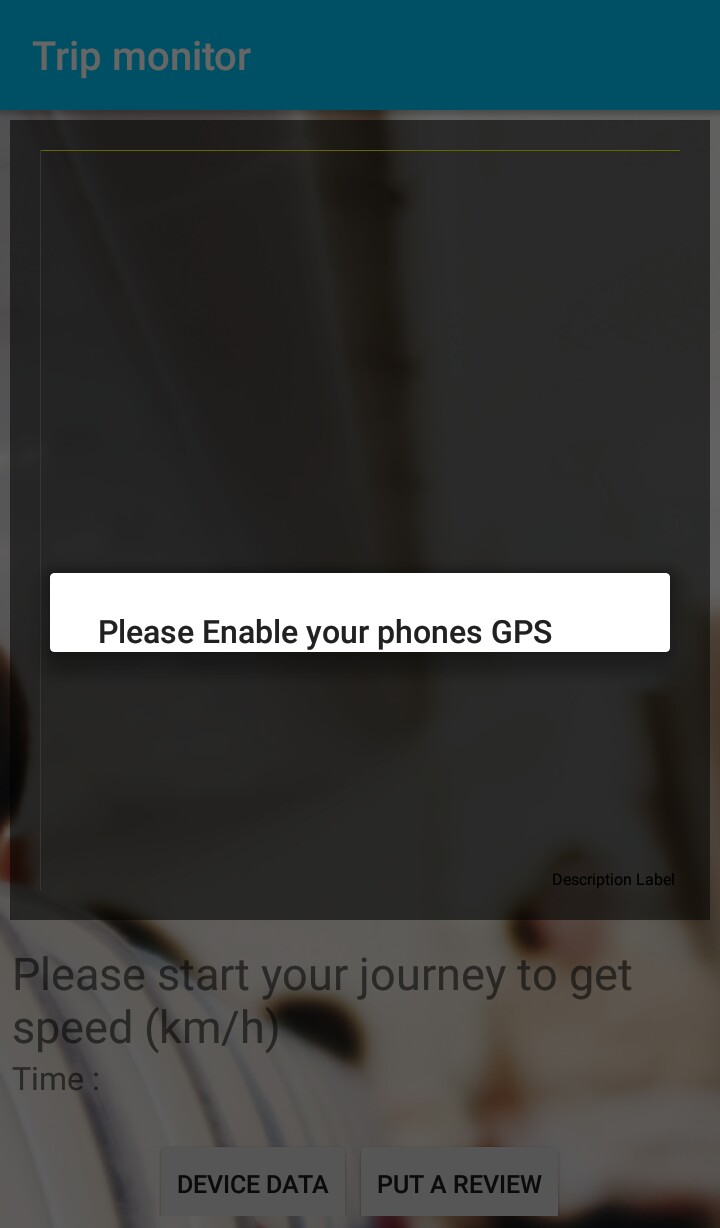 Trip monitor
Please Enable your phones GPS
Description Label
Please start your journey to get
speed (km/h)
Time :
DEVICE DATA
PUT A REVIEW